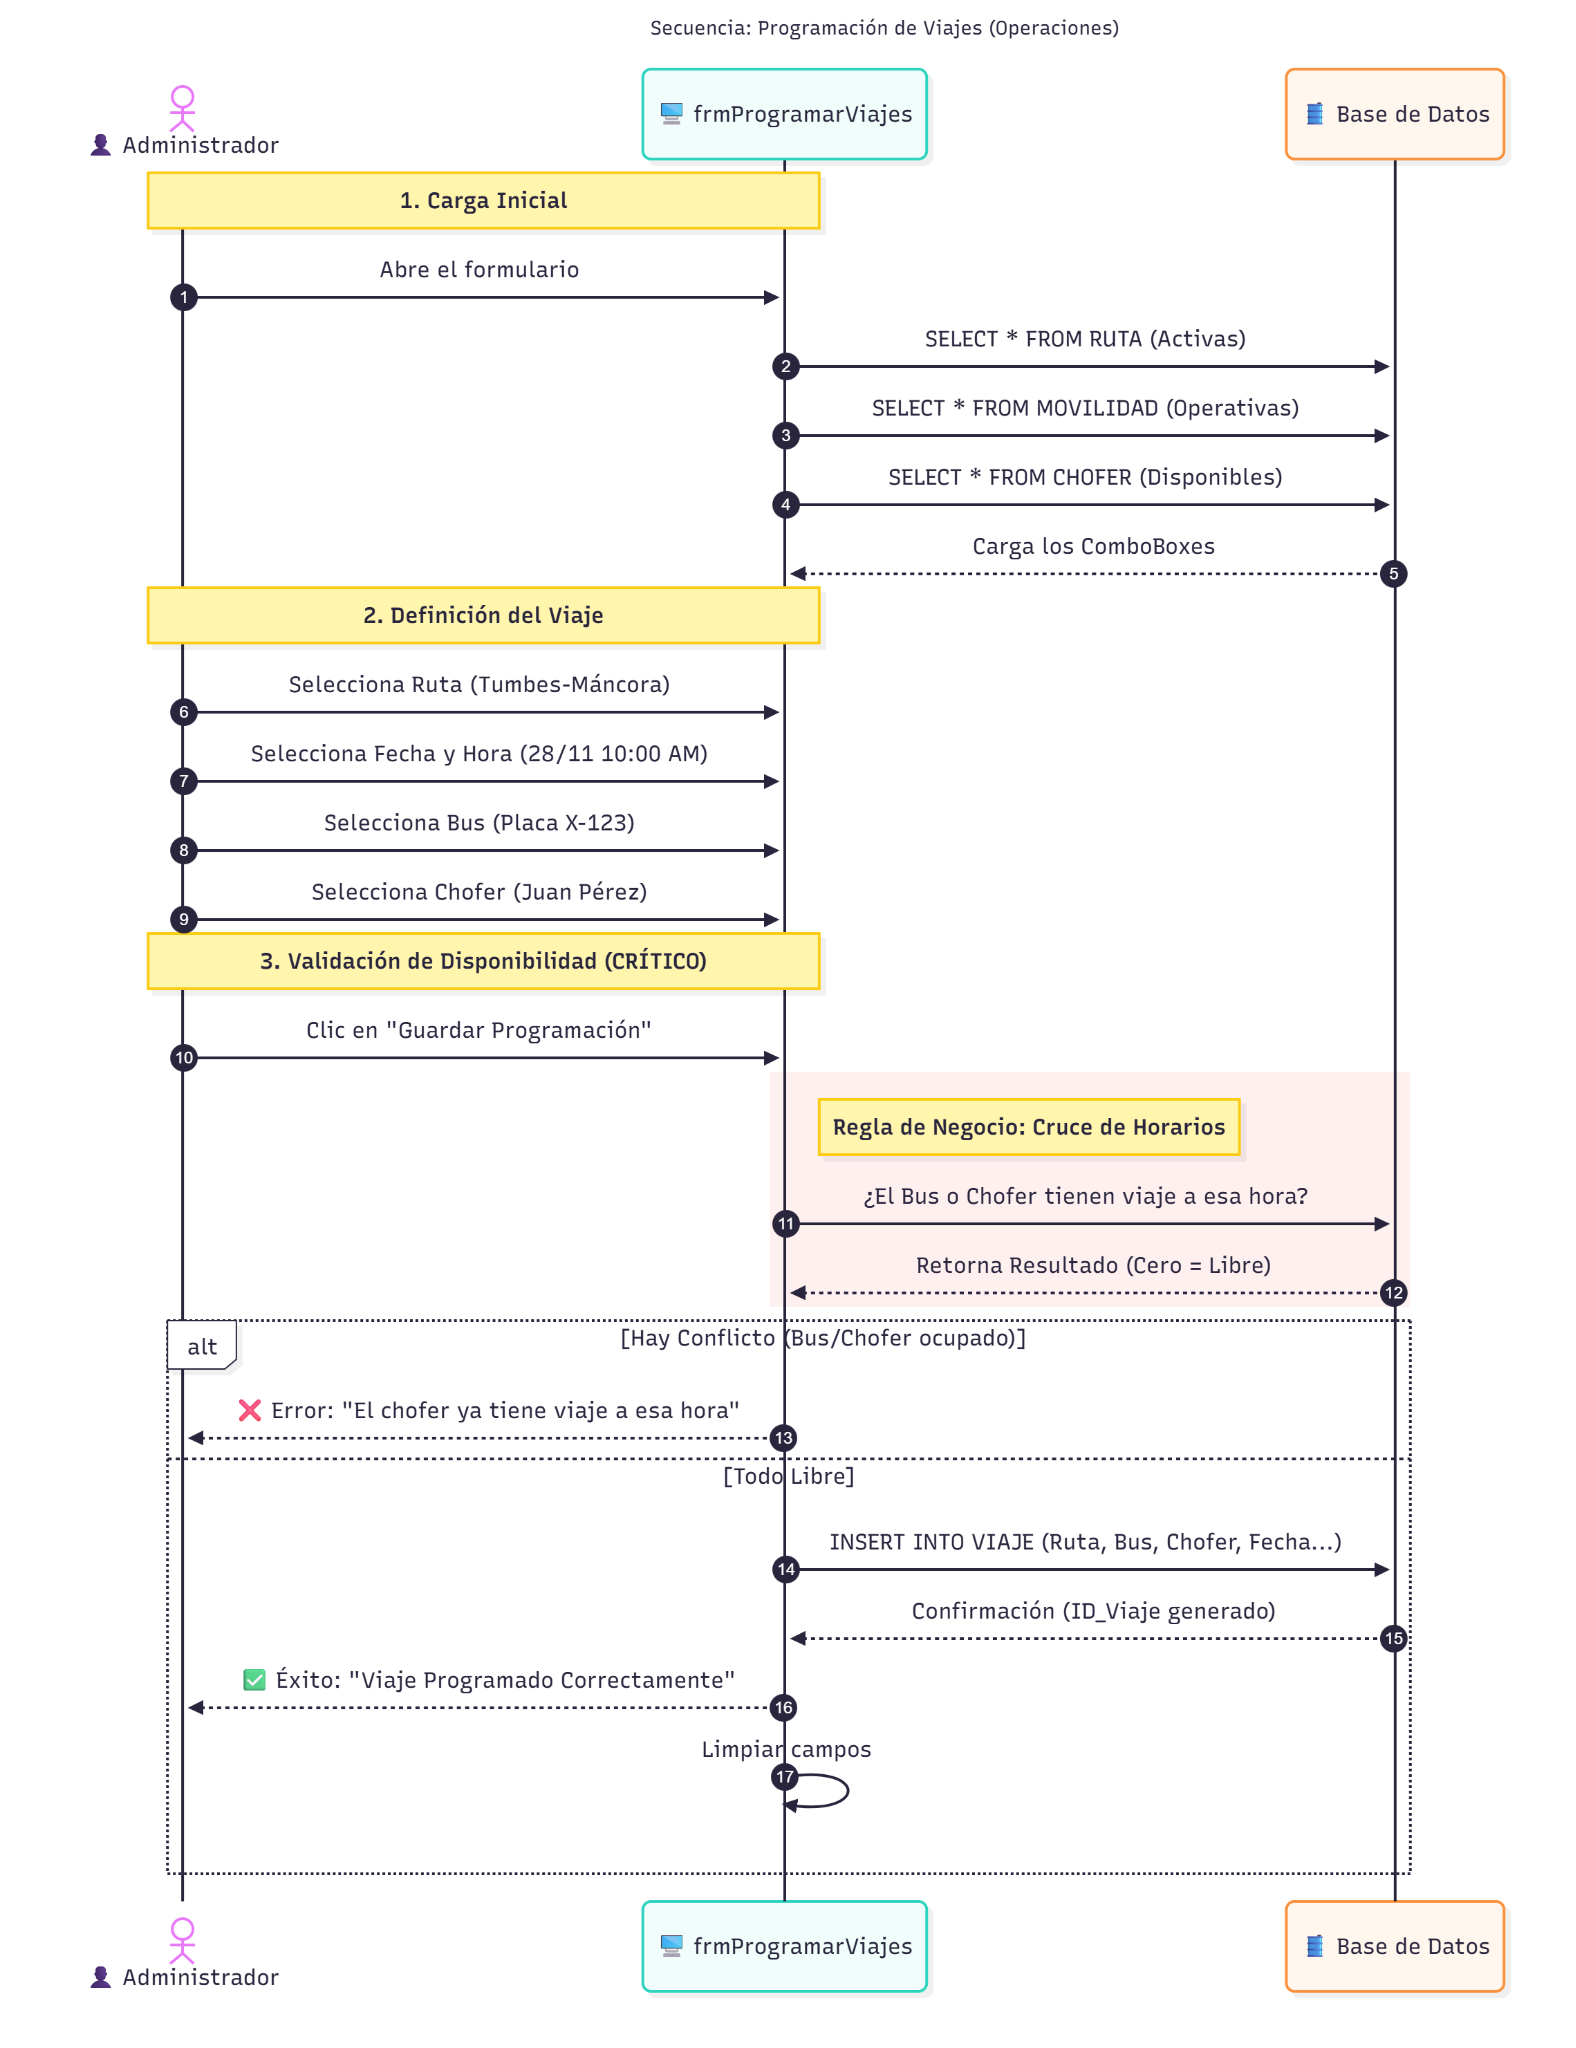 Secuencia: Programación de Viajes (Operaciones)
Administrador
frmProgramarViajes
Base de Datos
1. Carga Inicial
Abre el formulario
1
SELECT * FROM RUTA (Activas)
2
SELECT * FROM MOVILIDAD (Operativas)
3
SELECT * FROM CHOFER (Disponibles)
4
Carga los ComboBoxes
5
2. Definición del Viaje
Selecciona Ruta (Tumbes-Máncora)
6
Selecciona Fecha y Hora (28/11 10:00 AM)
7
Selecciona Bus (Placa X-123)
8
Selecciona Chofer (Juan Pérez)
9
3. Validación de Disponibilidad (CRÍTICO)
Clic en "Guardar Programación"
10
Regla de Negocio: Cruce de Horarios
¿El Bus o Chofer tienen viaje a esa hora?
11
Retorna Resultado (Cero = Libre)
12
alt
[Hay Conflicto (Bus/Chofer ocupado)]
❌ Error: "El chofer ya tiene viaje a esa hora"
13
[Todo Libre]
INSERT INTO VIAJE (Ruta, Bus, Chofer, Fecha...)
14
Confirmación (ID_Viaje generado)
15
✅ Éxito: "Viaje Programado Correctamente"
16
Limpiar campos
17
Administrador
frmProgramarViajes
Base de Datos